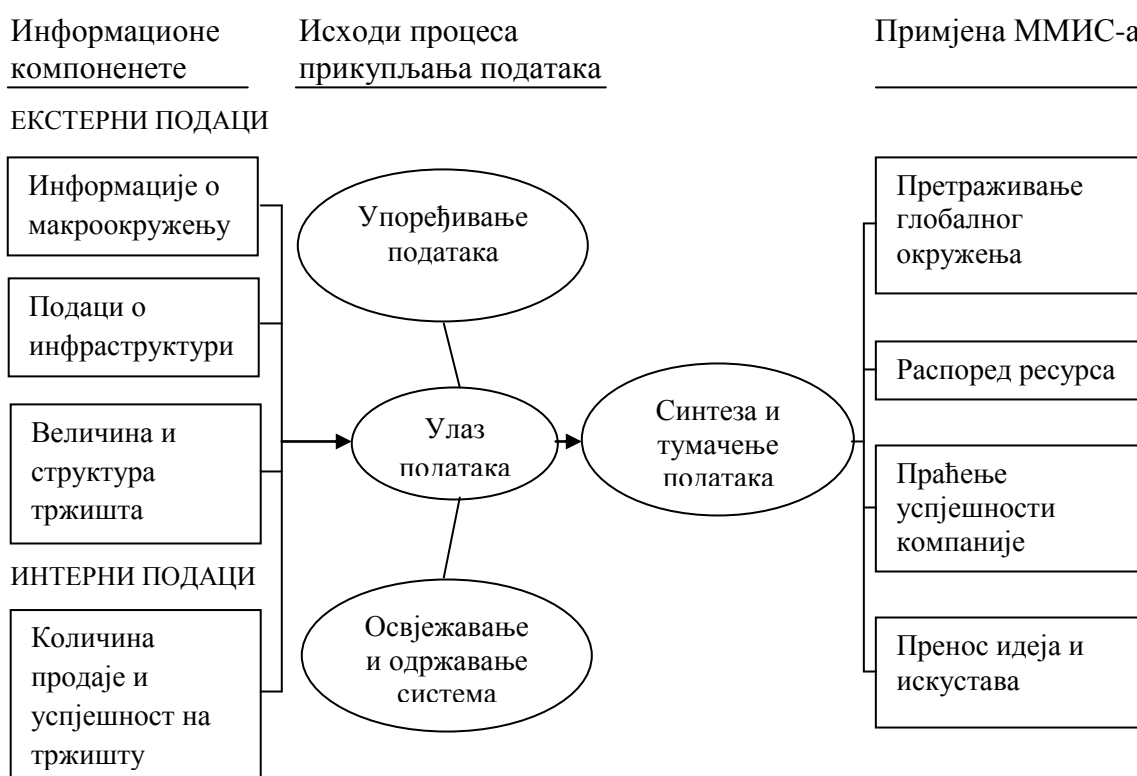 Информационе
компоненете
Исходи процеса
прикупљања података
Примјена ММИС-а
ЕКСТЕРНИ ПОДАЦИ
Информације о
макроокружењу
Подаци о
инфраструктури
Величина и
структура
тржишта
ИНТЕРНИ ПОДАЦИ
Количина
продаје и
успјешност на
тржишту
Упоређивање
података
Улаз
података
Освјежавање
и одржавање
система
Синтеза и
тумачење
података
Претраживање
глобалног
окружења
Распоред ресурса
Праћење
успјешности
компаније
Пренос идеја и
искустава